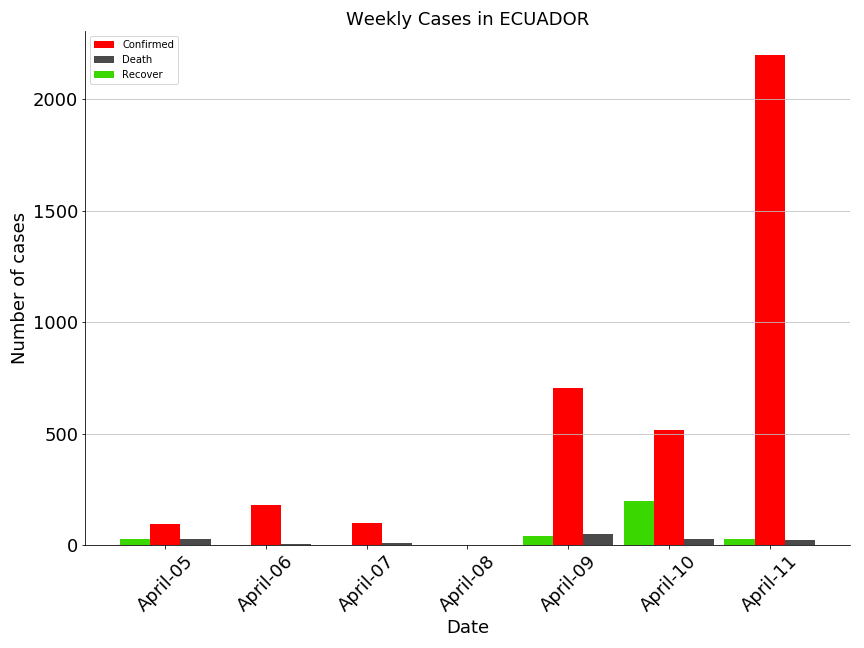 Weekly Cases in ECUADOR
Confirmed
Death
Recover
Number of cases
2000
1500
1000
500
0
April-05
April-06
April-07
April-08
April-09
April-10
April-11
Date